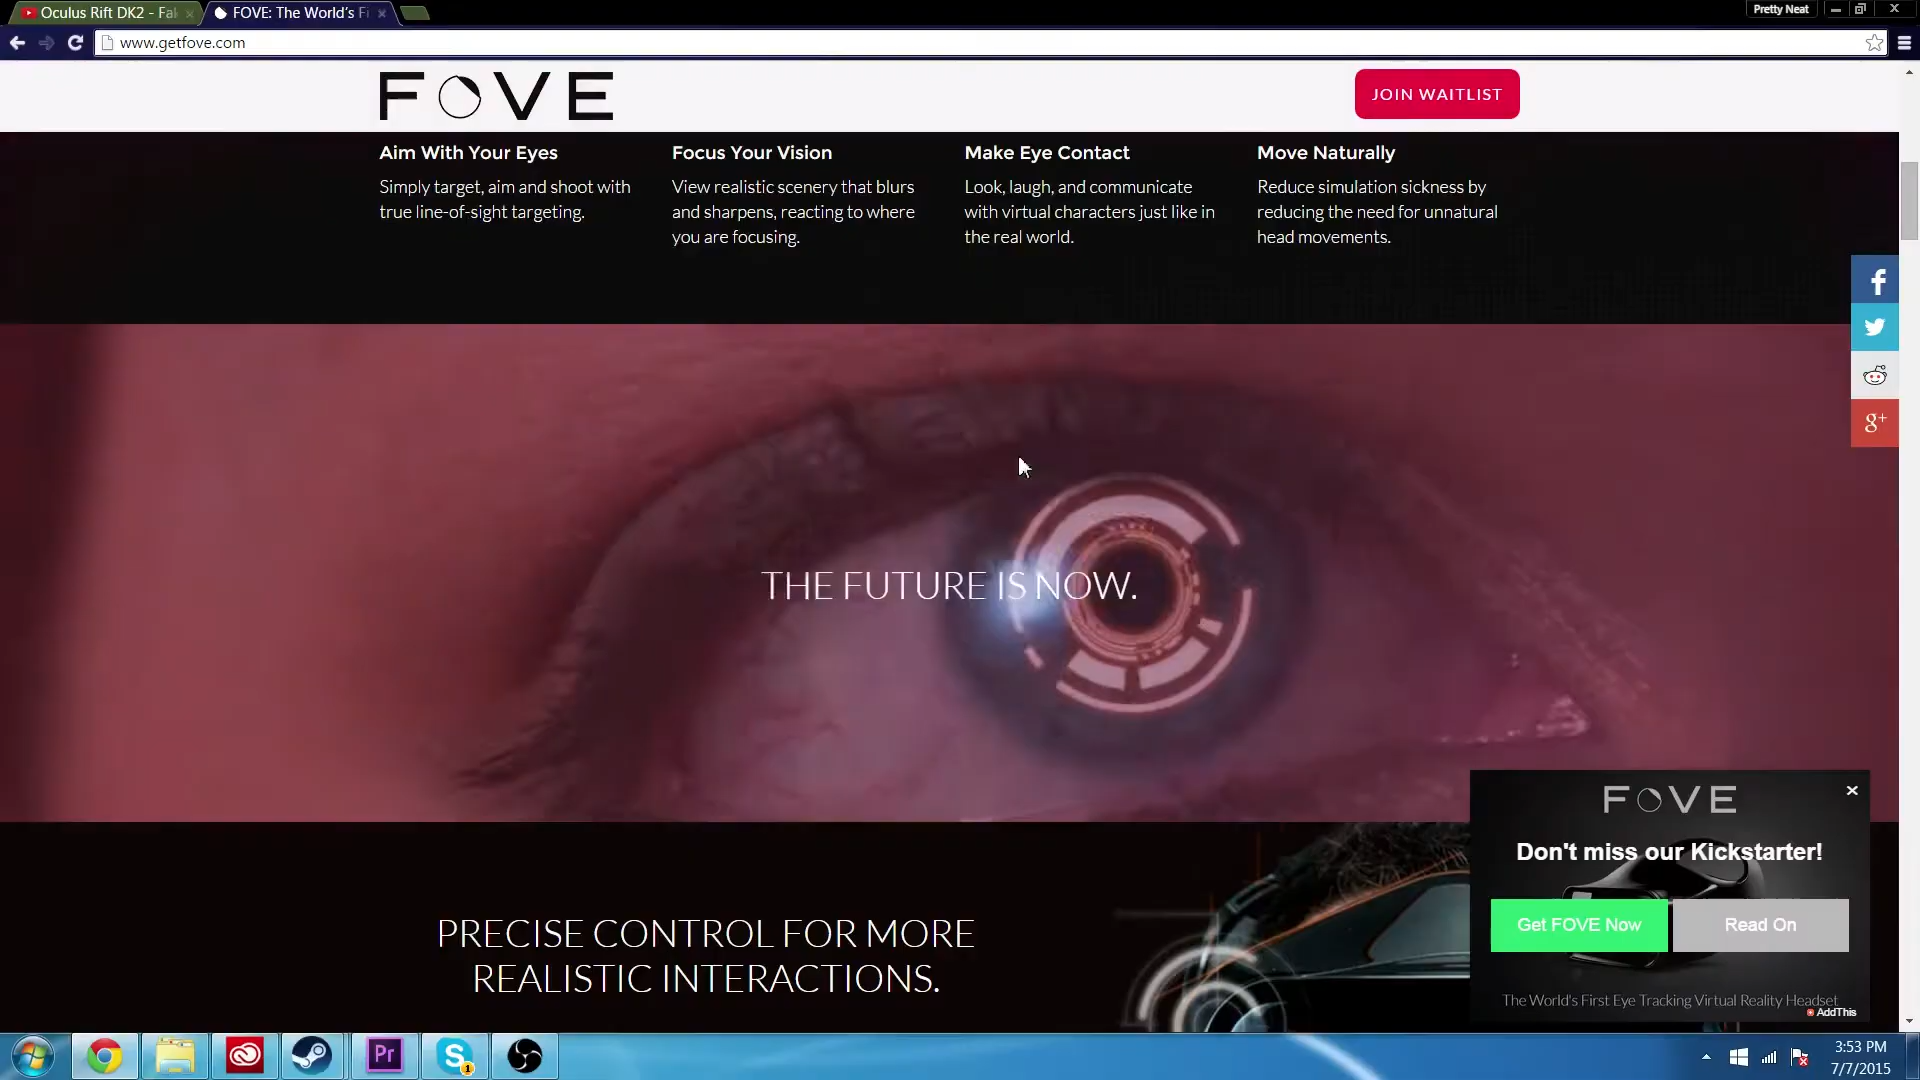 Oculus Rift DK2 - Fak
FOVE: The World's Fi
Pretty Neat
www.getfove.com
FOVE
JOIN WAITLIST
Aim With Your Eyes
Simply target, aim and shoot with
true line-of-sight targeting.
Focus Your Vision
View realistic scenery that blurs
and sharpens, reacting to where
you are focusing.
Make Eye Contact
Look, laugh, and communicate
with virtual characters just like in
the real world.
Move Naturally
Reduce simulation sickness by
reducing the need for unnatural
head movements.
f
g+
THE FUTURE IS NOW.
PRECISE CONTROL FOR MORE
REALISTIC INTERACTIONS.
FOVE
Don't miss our Kickstarter!
Get FOVE Now
Read On
The World's First Eye Tracking Virtual Reality Headset
AddThis
Pr
S
1
3:53 PM
7/7/2015